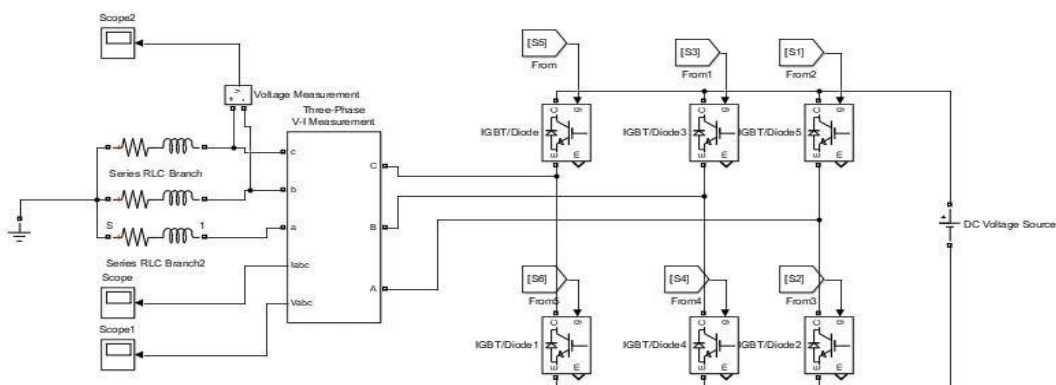 Scope2
[S5]
From
[S3]
From1
[S1]
From2
Voltage Measurement
+ v -
Three-Phase
V-I Measurement
C g
IGBT/Diode
E m
C g
IGBT/Diode3
E m
C g
IGBT/Diode5
E m
c
C
Series RLC Branch
b
S 1
a
B
Series RLC Branch2
Iabc
A
Vabc
Scope
Scope1
+
DC Voltage Source
[S6]
From5
[S4]
From4
[S2]
From3
C g
IGBT/Diode1
E m
C g
IGBT/Diode4
E m
C g
IGBT/Diode2
E m